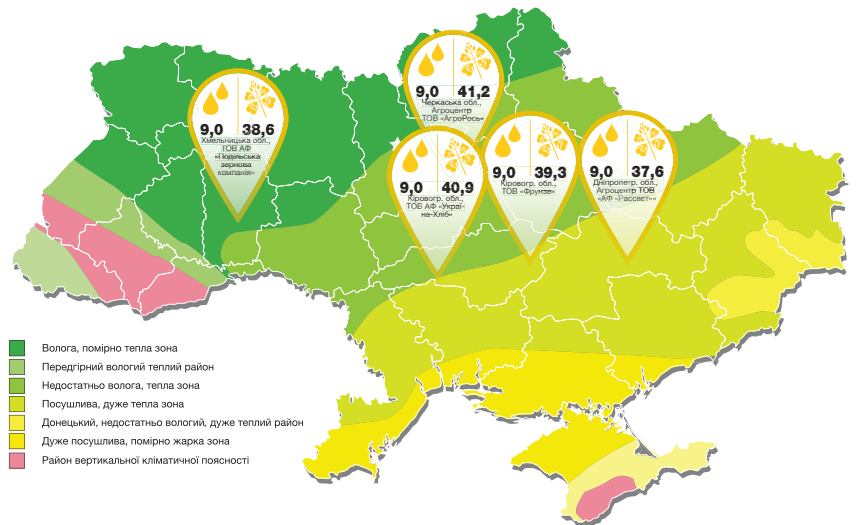 9,0 41,2
Черкаська обл.,
Агроцентр
ТОВ «АгроРось»
9,0 38,6
Хмельницька обл.,
ТОВ АФ
«Подільська
зернова
компанія»
9,0 40,9
Кіровогр. обл.,
ТОВ АФ «Украї-
на-Хліб»
9,0 39,3
Кіровогр. обл.,
ТОВ «Фрунзе»
9,0 37,6
Дніпропетр. обл.,
Агроцентр ТОВ
«АФ «Рассвєт»»
Волога, помірно тепла зона
Передгірний вологий теплий район
Недостатньо волога, тепла зона
Посушлива, дуже тепла зона
Донецький, недостатньо вологий, дуже теплий район
Дуже посушлива, помірно жарка зона
Район вертикальної кліматичної поясності